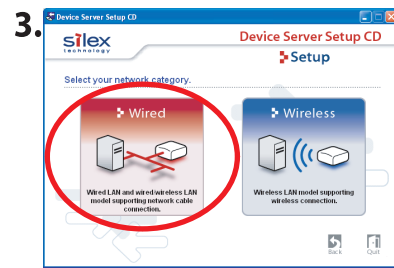 3.
Device Server Setup CD
silex
technology
Device Server Setup CD
Setup
Select your network category.
Wired
Wired LAN and wired/wireless LAN
model supporting network cable
connection.
Wireless
Wireless LAN model supporting
wireless connection.
Back
Quit